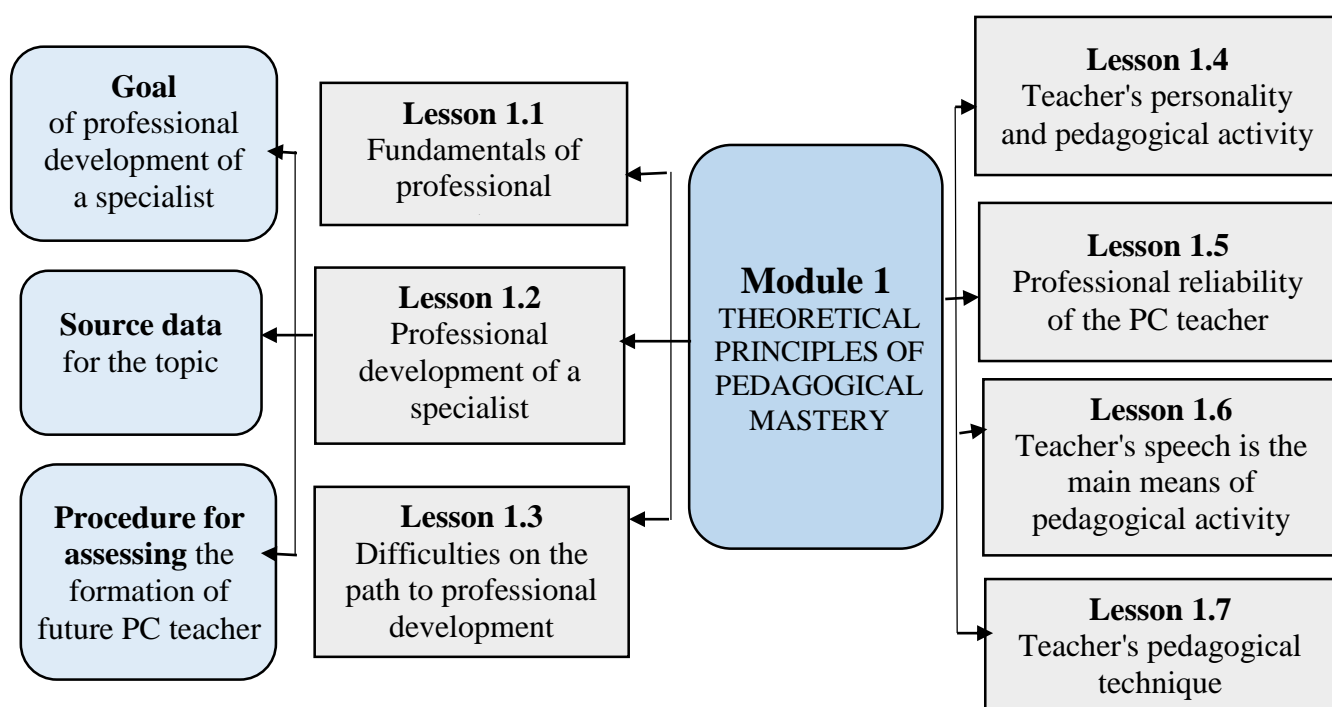 Goal
of professional
development of
a specialist
Source data
for the topic
Procedure for
assessing the
formation of
future PC teacher
Lesson 1.1
Fundamentals of
professional
Lesson 1.2
Professional
development of a
specialist
Lesson 1.3
Difficulties on the
path to professional
development
Module 1
THEORETICAL
PRINCIPLES OF
PEDAGOGICAL
MASTERY
Lesson 1.4
Teacher's personality
and pedagogical activity
Lesson 1.5
Professional reliability
of the PC teacher
Lesson 1.6
Teacher's speech is the
main means of
pedagogical activity
Lesson 1.7
Teacher's pedagogical
technique